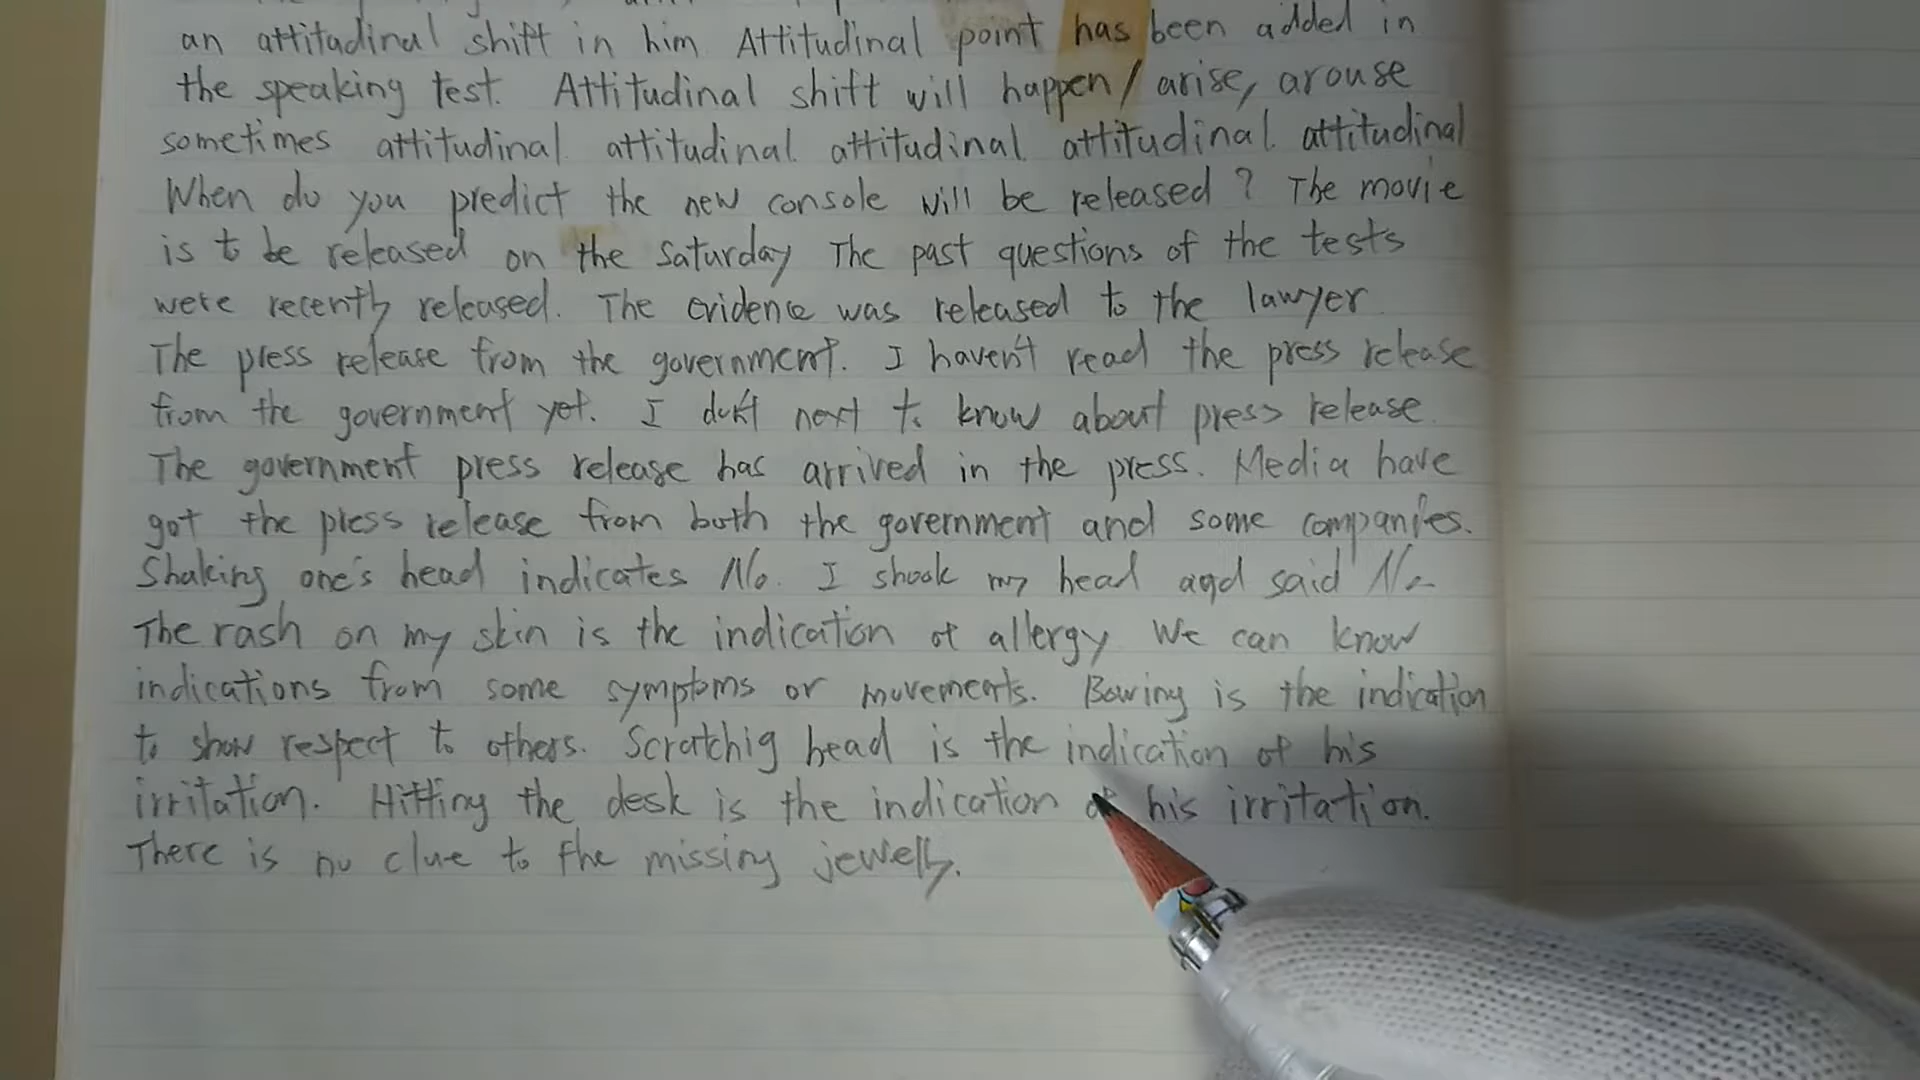 an attitudinal shift in him Attitudinal point has been added in
the speaking test. Attitudinal shift will happen/ arise, arouse
sometimes attitudinal attitudinal attitudinal attitudinal attitudinal
When do you predict the new console will be released? The movie
is to be released on the Saturday The past questions of the tests
were recently released. The evidence was released to the lawyer
The press release from the government. I haven't read the press release
from the government yet. I next to know about press release.
The government press release has arrived in the press. Media have
got the press release from both the government and some companies.
Shaking one's head indicates No. I shook my head and said No
The rash on my skin is the indication of allergy We can know
indications from some symptoms or movements. Bowing is the indication
to show respect to others. Scratchig head is the indication of his
irritation. Hitting the desk is the indication of his irritation.
There is no clue to the missing